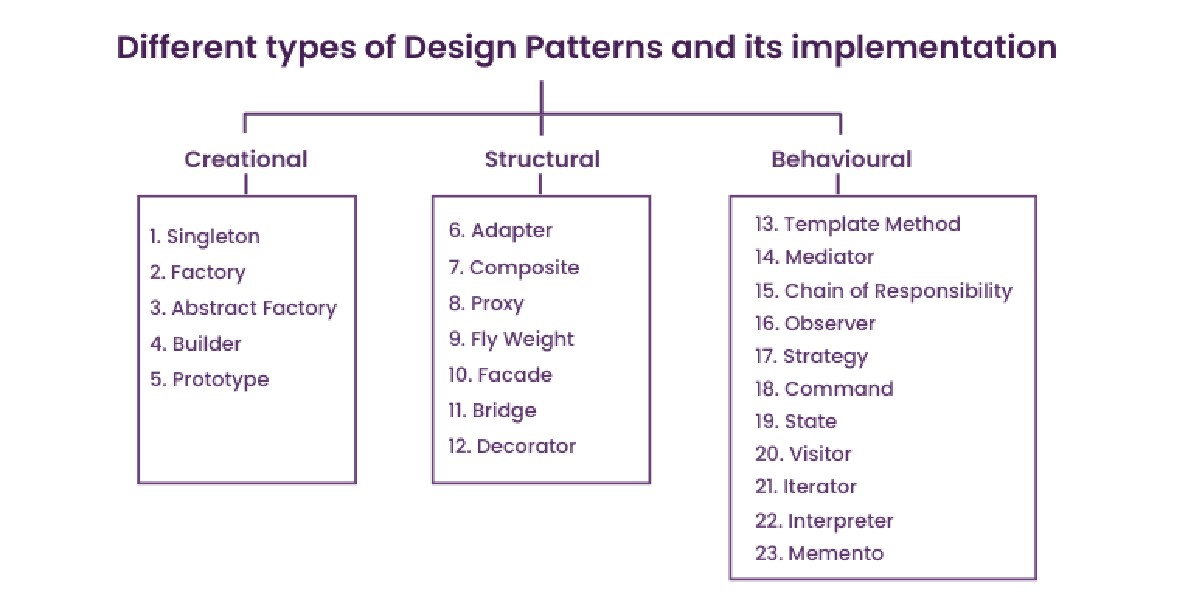 Different types of Design Patterns and its implementation
Creational
1. Singleton
2. Factory
3. Abstract Factory
4. Builder
5. Prototype
Structural
6. Adapter
7. Composite
8. Proxy
9. Fly Weight
10. Facade
11. Bridge
12. Decorator
Behavioural
13. Template Method
14. Mediator
15. Chain of Responsibility
16. Observer
17. Strategy
18. Command
19. State
20. Visitor
21. Iterator
22. Interpreter
23. Memento